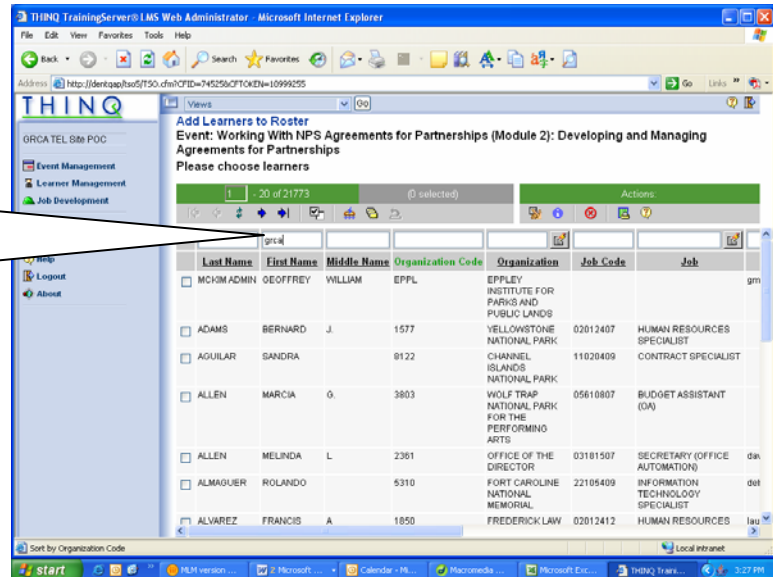 THINQ TrainingServer® LMS Web Administrator - Microsoft Internet Explorer
File Edit View Favorites Tools Help
Back Search Favorites
Address http://dentqap/tso5/TSO.cfm?CFID=74525&CFTOKEN=10999255 Go Links
THINQ Views Go
Add Learners to Roster
GRCA TEL Site POC
Event: Working With NPS Agreements for Partnerships (Module 2): Developing and Managing
Agreements for Partnerships
Please choose learners
Event Management
Learner Management
Job Development
Help
Logout
About
1 - 20 of 21773 (0 selected) Actions:
grca
Last Name First Name Middle Name Organization Code Organization Job Code Job
MCKIM ADMIN GEOFFREY WILLIAM EPPL EPPLEY
INSTITUTE FOR
PARKS AND
PUBLIC LANDS
ADAMS BERNARD J. 1577 YELLOWSTONE 02012407 HUMAN RESOURCES
NATIONAL PARK SPECIALIST
AGUILAR SANDRA 8122 CHANNEL 11020409 CONTRACT SPECIALIST
ISLANDS
NATIONAL PARK
ALLEN MARCIA G. 3803 WOLF TRAP 05610807 BUDGET ASSISTANT
NATIONAL PARK (OA)
FOR THE
PERFORMING
ARTS
ALLEN MELINDA L 2361 OFFICE OF THE 03181507 SECRETARY (OFFICE
DIRECTOR AUTOMATION)
ALMAGUER ROLANDO 5310 FORT CAROLINE 22105409 INFORMATION
NATIONAL TECHNOLOGY
MEMORIAL SPECIALIST
ALVAREZ FRANCIS A 1850 FREDERICK LAW 02012412 HUMAN RESOURCES
Sort by Organization Code Local intranet
start MLM version ... 2 Microsoft ... Calendar - Mi... Macromedia ... Microsoft Exc... THINQ Traini... 3:27 PM